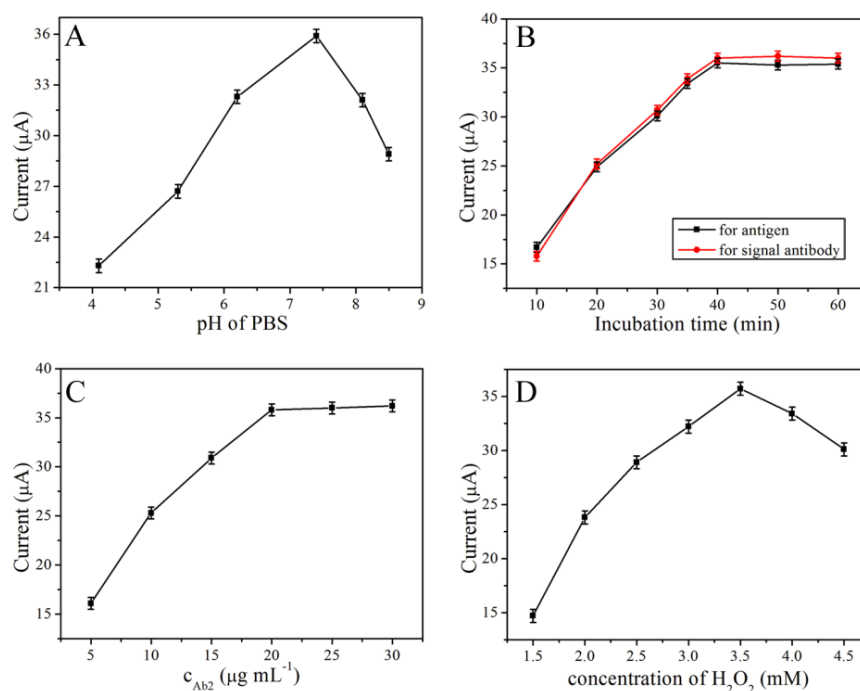 A
Current (μA)
36
33
30
27
24
21
4 5 6 7 8 9
pH of PBS
B
Current (μA)
40
35
30
25
20
15
for antigen
for signal antibody
10 20 30 40 50 60
Incubation time (min)
C
Current (μA)
40
35
30
25
20
15
5 10 15 20 25 30
c_Ab2 (μg mL⁻¹)
D
Current (μA)
40
35
30
25
20
15
1.5 2.0 2.5 3.0 3.5 4.0 4.5
concentration of H₂O₂ (mM)